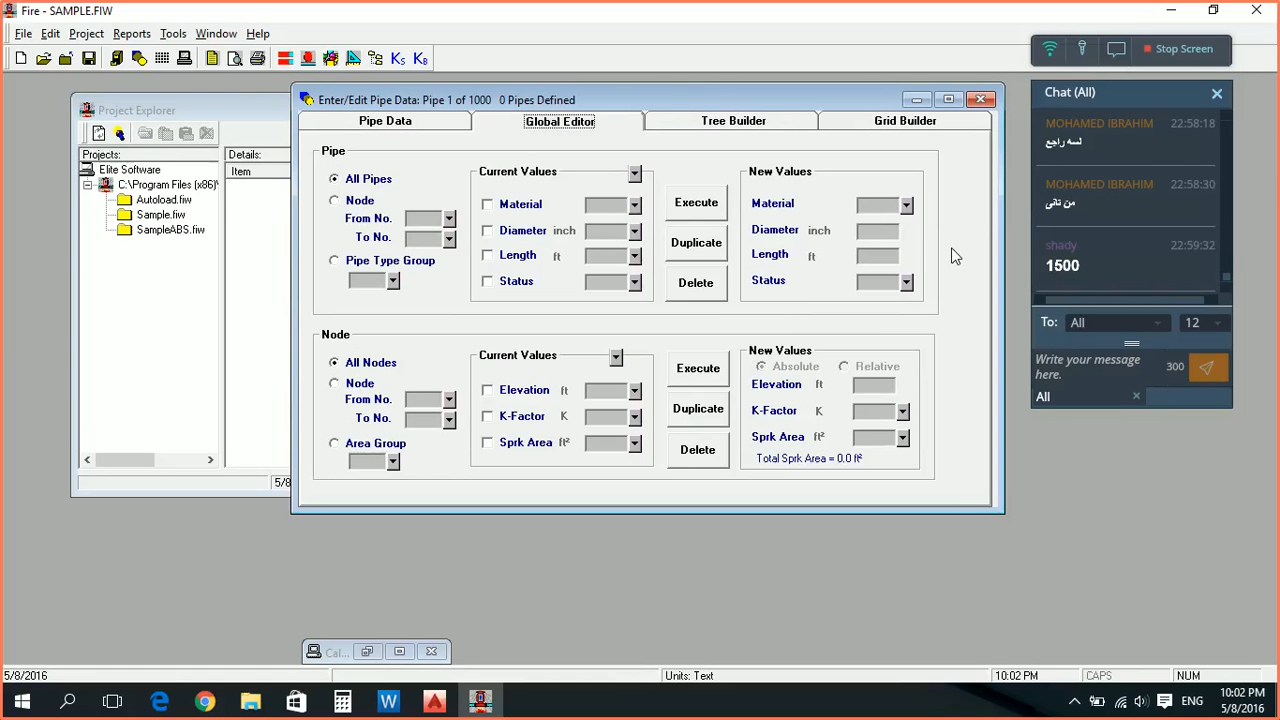 Fire - SAMPLE.FIW
File Edit Project Reports Tools Window Help
KS KB
Stop Screen
Project Explorer
Projects:
Details:
Elite Software
Item
C:\Program Files (x86)\
Autoload.fiw
Sample.fiw
SampleABS.fiw
5/8
Enter/Edit Pipe Data: Pipe 1 of 1000 0 Pipes Defined
Pipe Data
Global Editor
Tree Builder
Grid Builder
Pipe
All Pipes
Node
From No.
To No.
Pipe Type Group
Current Values
Material
Diameter inch
Length ft
Status
Execute
Duplicate
Delete
New Values
Material
Diameter inch
Length ft
Status
Node
All Nodes
Node
From No.
To No.
Area Group
Current Values
Elevation ft
K-Factor K
Sprk Area ft²
Execute
Duplicate
Delete
New Values
Absolute Relative
Elevation ft
K-Factor K
Sprk Area ft²
Total Sprk Area = 0.0 ft²
Chat (All)
MOHAMED IBRAHIM 22:58:18
لسه راجع
MOHAMED IBRAHIM 22:58:30
من تانى
shady 22:59:32
1500
To: All 12
Write your message here. 300
All
Cal...
5/8/2016 Units: Text 10:02 PM CAPS NUM
ENG
10:02 PM
5/8/2016